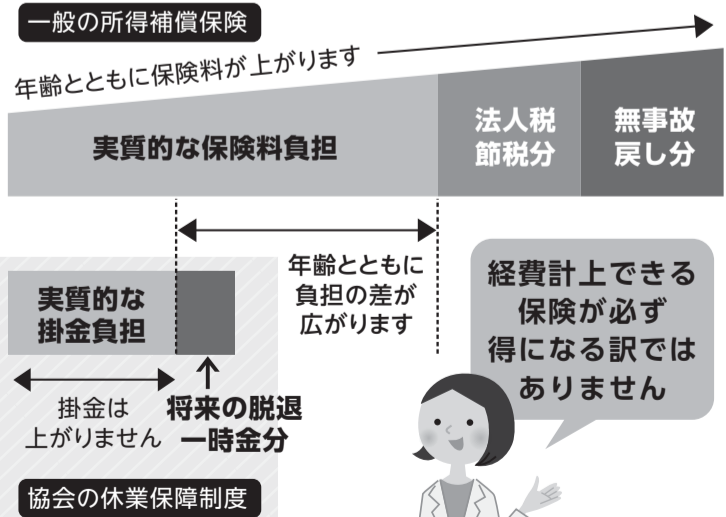 一般の所得補償保険
年齢とともに保険料が上がります
実質的な保険料負担
法人税
節税分
無事故
戻し分
年齢とともに
負担の差が
広がります
経費計上できる
保険が必ず
得になる訳では
ありません
実質的な
掛金負担
掛金は
上がりません
将来の脱退
一時金分
協会の休業保障制度